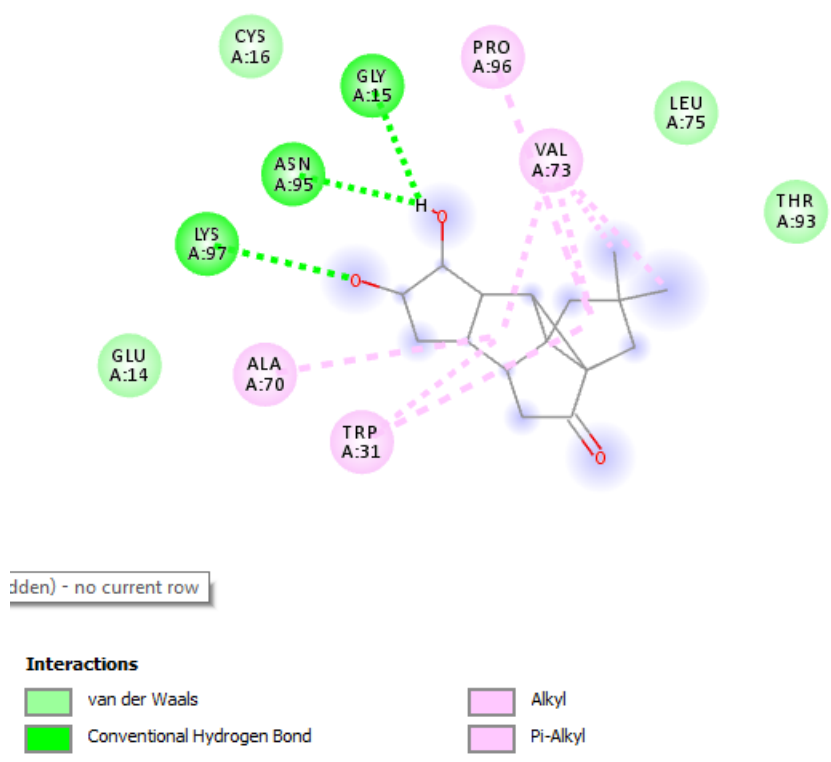 CYS
A:16
GLY
A:15
PRO
A:96
LEU
A:75
VAL
A:73
ASN
A:95
THR
A:93
H
O
LYS
A:97
O
GLU
A:14
ALA
A:70
TRP
A:31
O
dden) - no current row
Interactions
van der Waals
Alkyl
Conventional Hydrogen Bond
Pi-Alkyl